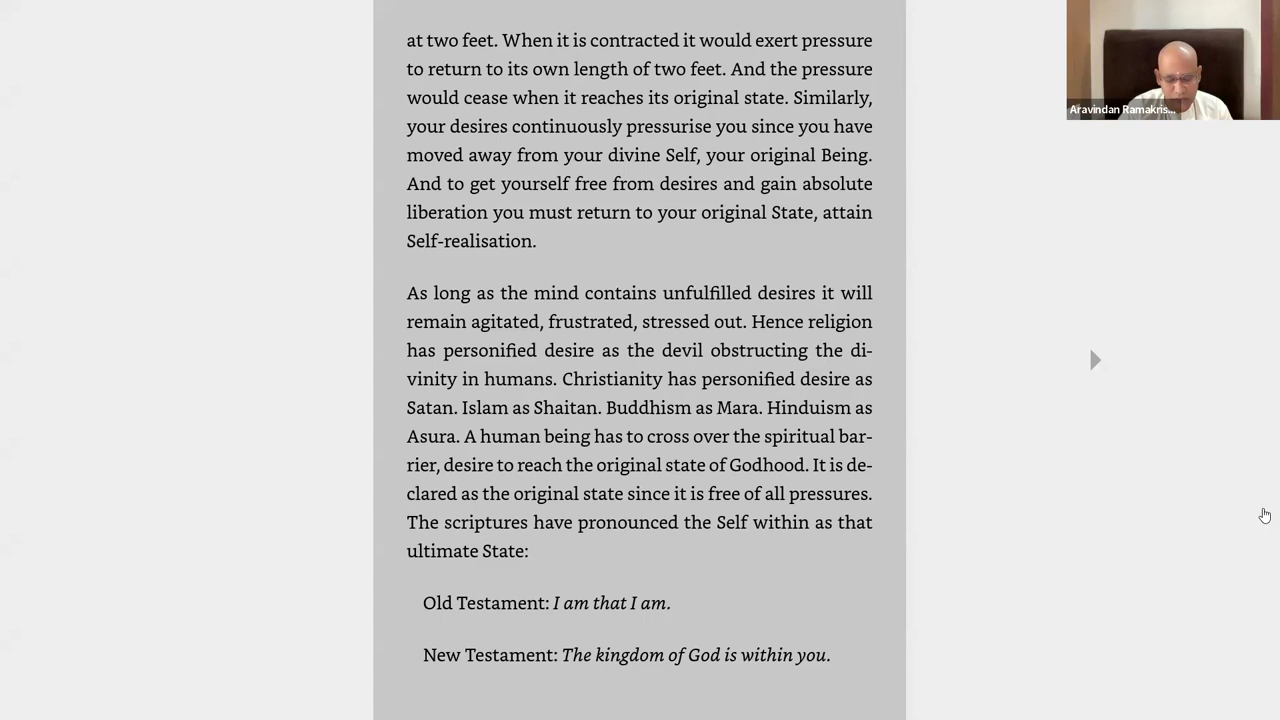 at two feet. When it is contracted it would exert pressure
to return to its own length of two feet. And the pressure
would cease when it reaches its original state. Similarly,
your desires continuously pressurise you since you have
moved away from your divine Self, your original Being.
And to get yourself free from desires and gain absolute
liberation you must return to your original State, attain
Self-realisation.
As long as the mind contains unfulfilled desires it will
remain agitated, frustrated, stressed out. Hence religion
has personified desire as the devil obstructing the di-
vinity in humans. Christianity has personified desire as
Satan. Islam as Shaitan. Buddhism as Mara. Hinduism as
Asura. A human being has to cross over the spiritual bar-
rier, desire to reach the original state of Godhood. It is de-
clared as the original state since it is free of all pressures.
The scriptures have pronounced the Self within as that
ultimate State:
Old Testament: I am that I am.
New Testament: The kingdom of God is within you.
Aravindan Ramakris...